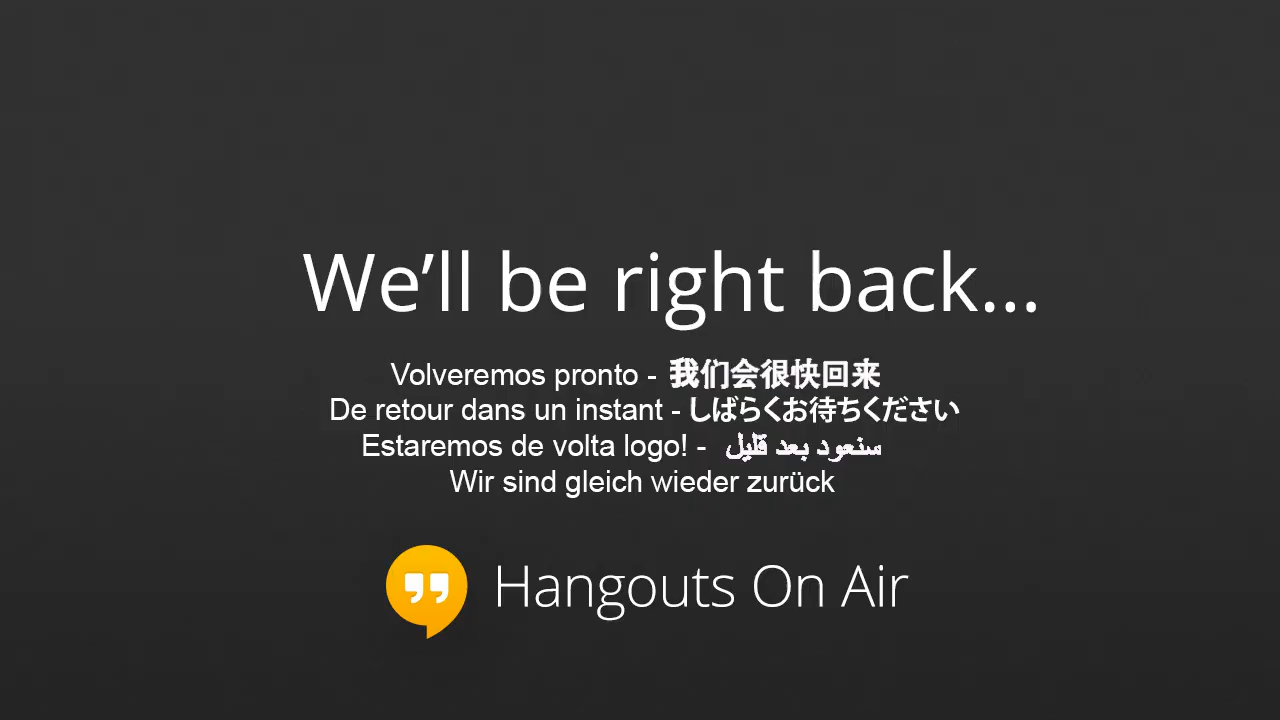 We’ll be right back...
Volveremos pronto - 我们会很快回来
De retour dans un instant - しばらくお待ちください
Estaremos de volta logo! - سنعود بعد قليل
Wir sind gleich wieder zurück
Hangouts On Air